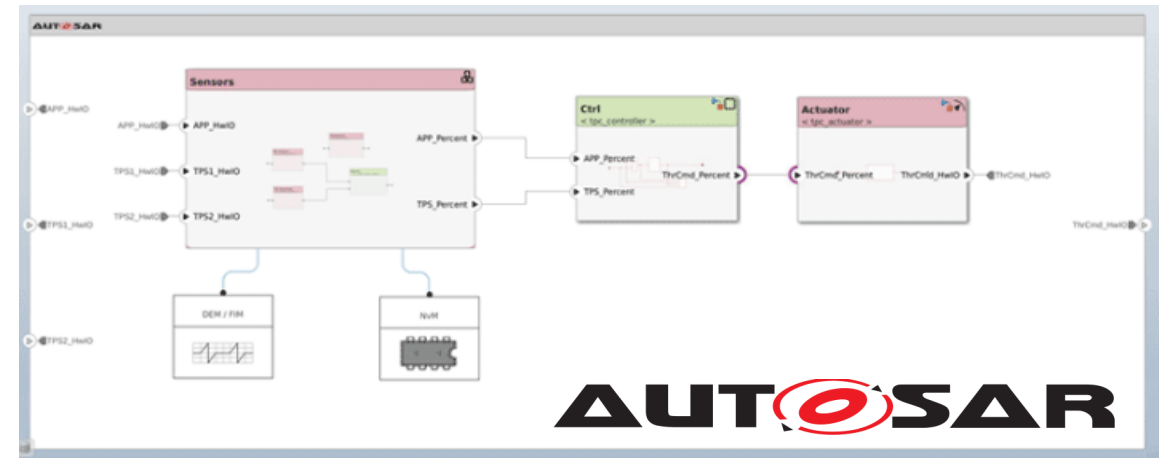 AUTOSAR
Sensors
APP_HwIO
APP_HwIO
APP_HwIO
APP_Percent
TPS1_HwIO
TPS1_HwIO
TPS1_HwIO
TPS2_HwIO
TPS2_HwIO
TPS_Percent
Ctrl
< tpc_controller >
APP_Percent
ThrCmd_Percent
TPS_Percent
Actuator
< tpc_actuator >
ThrCmd_Percent
ThrCmd_HwIO
ThrCmd_HwIO
ThrCmd_HwIO
DEM / FIM
NvM
TPS2_HwIO
AUTOSAR